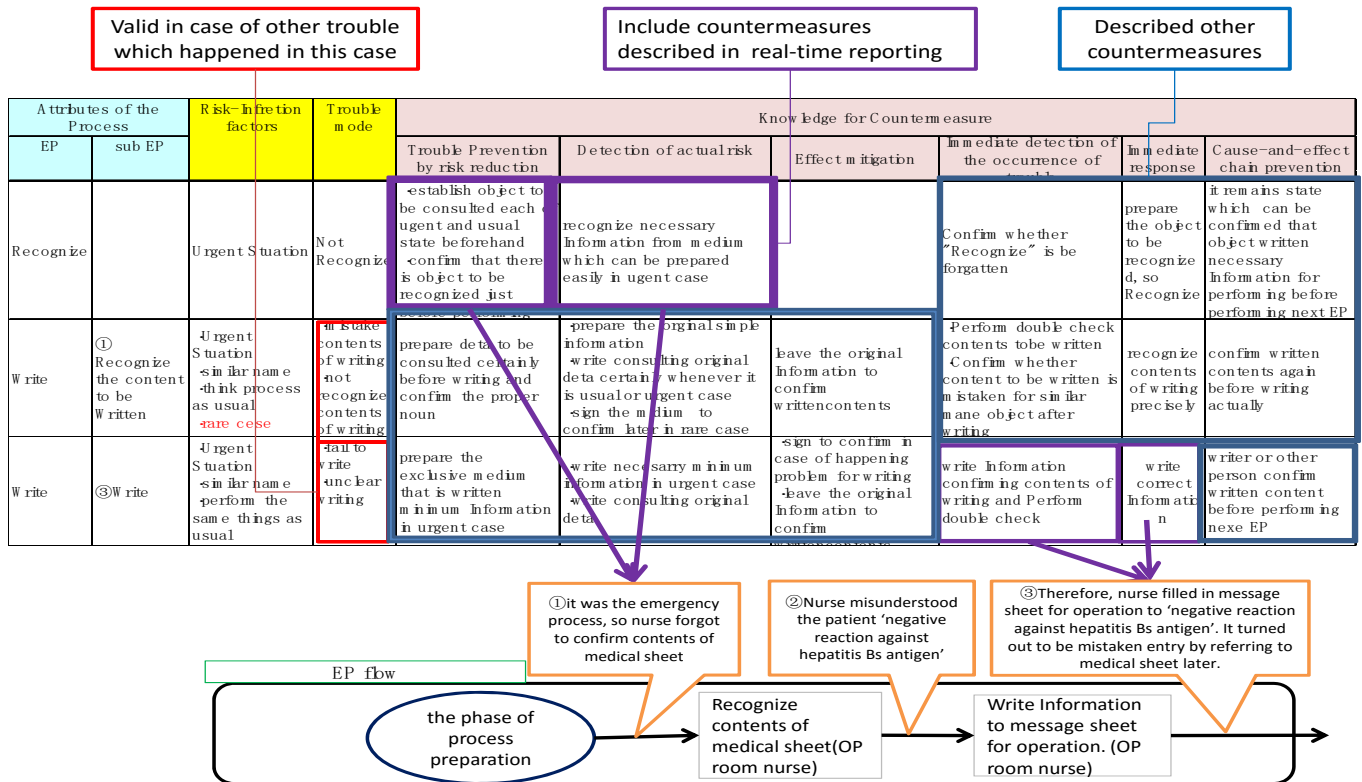 Valid in case of other trouble
which happened in this case
Include countermeasures
described in real-time reporting
Described other
countermeasures
Attributes of the
Process
Risk-Infretion
factors
Trouble
mode
Knowledge for Countermeasure
EP
sub EP
Trouble Prevention
by risk reduction
Detection of actual risk
Effect mitigation
Immediate detection of
the occurrence of
Immediate
response
Cause-and-effect
chain prevention
Recognize
Urgent Stuation
Not
Recognize
・establish object to
be consulted each
ugent and usual
state beforehand
・confirm that there
is object to be
recognized just
before performing
recognize necessary
Information from medium
which can be prepared
easily in ugent case
Confirm whether
"Recognize" is be
forgatten
prepare
the object
to be
recognize
d, so
Recognize
it remains state
which can be
confirmed that
object written
necessary
Information for
performing before
performing next EP
Write
①
Recognize
the content
to be
Written
・Urgent
Stuation
・similar name
・think process
as usual
・rare cese
・mistake
contents
of writing
・not
recognize
contents
of writing
prepare deta to be
consulted certainly
before writing and
confirm the proper
noun
・prepare the orginal simple
information
・write consulting original
deta certainly whenever it
is usual or urgent case
・sign the medium to
confirm later in rare case
leave the original
Information to
confirm
writtencontents
・Perform double check
contents tobe written
・Confirm whether
content to be written is
mistaken for similar
mane object after
writing
recognize
contents
of writing
precisely
confirm written
contents again
before writing
actually
Write
③Write
・Urgent
Stuation
・similar name
・perform the
same things as
usual
・fail to
write
・unclear
writing
prepare the
exclusive medium
that is written
minimum Information
in urgent case
・write necesarry minimum
information in urgent case
・write consulting original
deta
・sign to confirm in
case of happening
problem for writing
・leave the original
Information to
confirm
write Information
confirming contents of
writing and Perform
double check
write
correct
Informatio
n
writer or other
person confirm
written content
before performing
nexe EP
①it was the emergency
process, so nurse forgot
to confirm contents of
medical sheet
②Nurse misunderstood
the patient ‘negative
reaction against
hepatitis Bs antigen’
③Therefore, nurse filled in message
sheet for operation to ‘negative reaction
against hepatitis Bs antigen’. It turned
out to be mistaken entry by referring to
medical sheet later.
EP flow
the phase of
process
preparation
Recognize
contents of
medical sheet(OP
room nurse)
Write Information
to message sheet
for operation. (OP
room nurse)